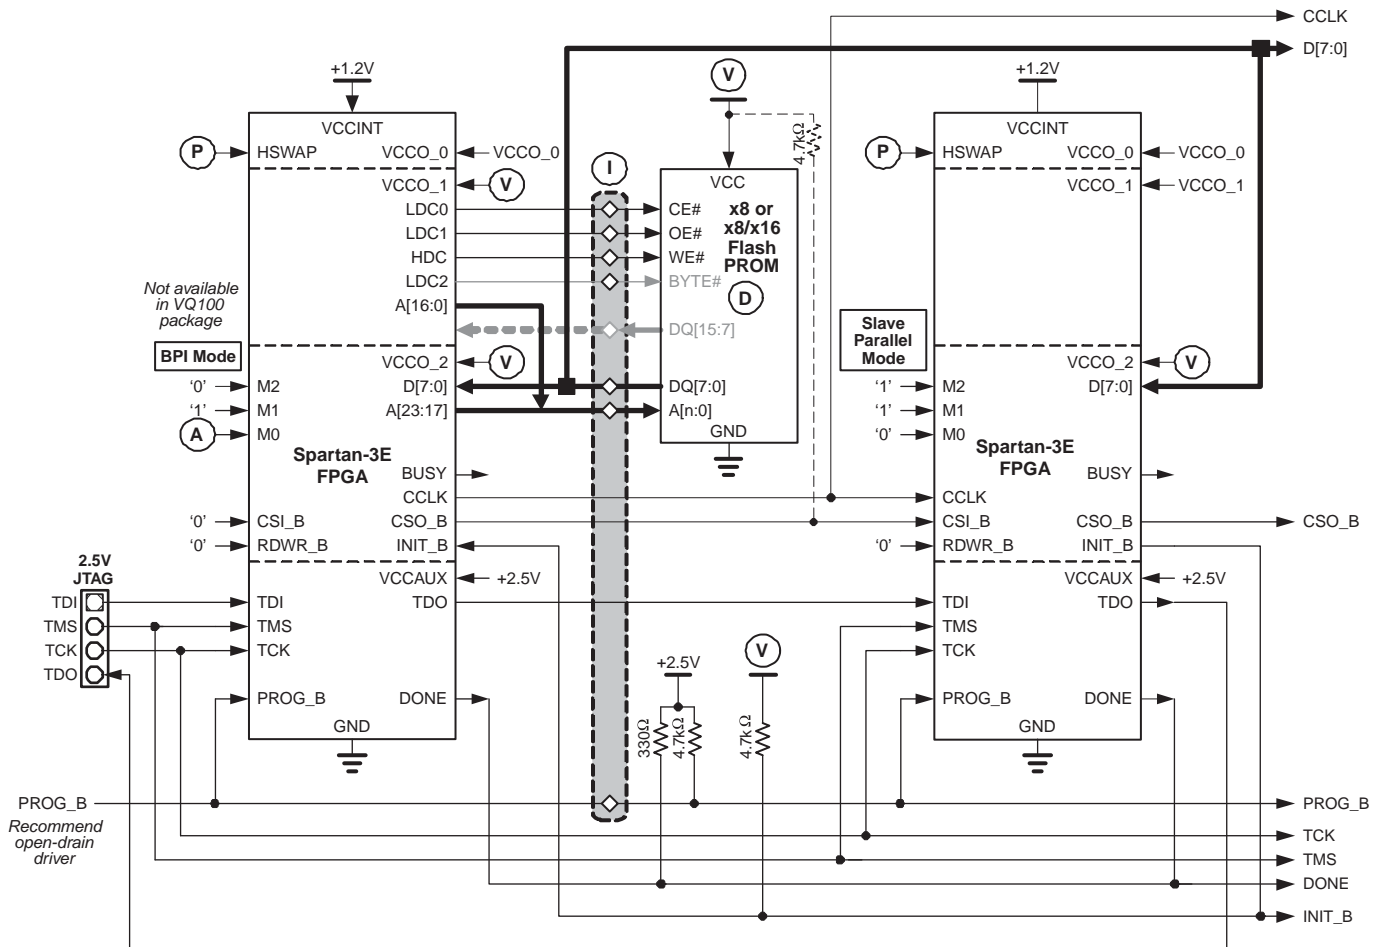 CCLK
D[7:0]
+1.2V
V
+1.2V
4.7kΩ
VCCINT
P
HSWAP
VCCO_0
VCCO_0
VCCO_1
V
LDC0
LDC1
HDC
LDC2
A[16:0]
Not available
in VQ100
package
BPI Mode
VCCO_2
V
'0'
M2
D[7:0]
'1'
M1
A[23:17]
A
M0
Spartan-3E
FPGA
BUSY
CCLK
'0'
CSI_B
CSO_B
'0'
RDWR_B
INIT_B
2.5V
JTAG
VCCAUX
+2.5V
TDI
TDI
TDO
TMS
TMS
TCK
TCK
TDO
PROG_B
DONE
GND
I
VCC
CE#
x8 or
x8/x16
Flash
PROM
OE#
WE#
BYTE#
D
DQ[15:7]
DQ[7:0]
A[n:0]
GND
VCCINT
P
HSWAP
VCCO_0
VCCO_0
VCCO_1
VCCO_1
Slave
Parallel
Mode
VCCO_2
V
'1'
M2
D[7:0]
'1'
M1
'0'
M0
Spartan-3E
FPGA
BUSY
CCLK
CSI_B
CSO_B
CSO_B
'0'
RDWR_B
INIT_B
VCCAUX
+2.5V
TDI
TDO
TMS
TCK
PROG_B
DONE
GND
+2.5V
V
330Ω
4.7kΩ
4.7kΩ
PROG_B
Recommend
open-drain
driver
PROG_B
TCK
TMS
DONE
INIT_B